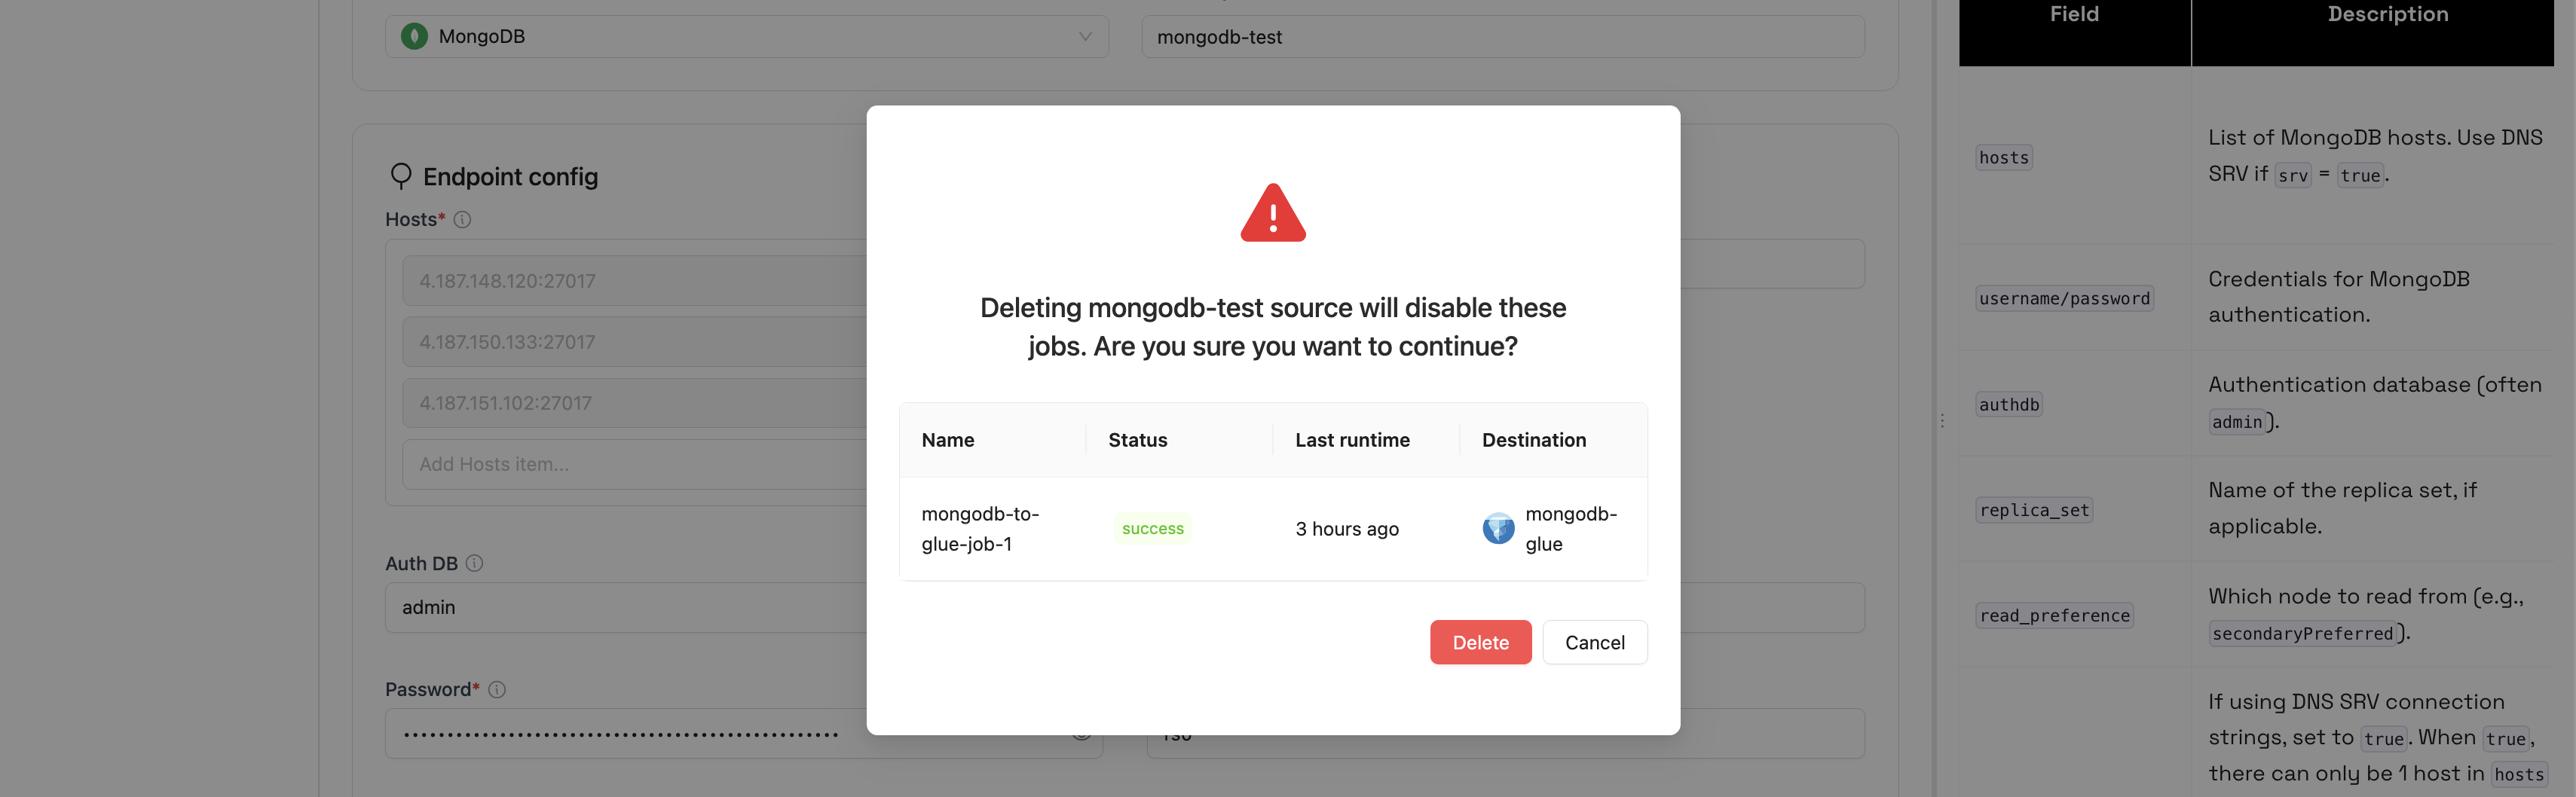 MongoDB
mongodb-test
Endpoint config
Hosts*
4.187.148.120:27017
4.187.150.133:27017
4.187.151.102:27017
Add Hosts item...
Auth DB
admin
Password*
••••••••••••••••••••••••••••••••••••••••••••••••••
Deleting mongodb-test source will disable these
jobs. Are you sure you want to continue?
Name Status Last runtime Destination
mongodb-to-
glue-job-1
success
3 hours ago
mongodb-
glue
Delete Cancel
Field Description
hosts
List of MongoDB hosts. Use DNS
SRV if srv = true.
username/password
Credentials for MongoDB
authentication.
authdb
Authentication database (often
admin).
replica_set
Name of the replica set, if
applicable.
read_preference
Which node to read from (e.g.,
secondaryPreferred).
If using DNS SRV connection
strings, set to true. When true,
there can only be 1 host in hosts